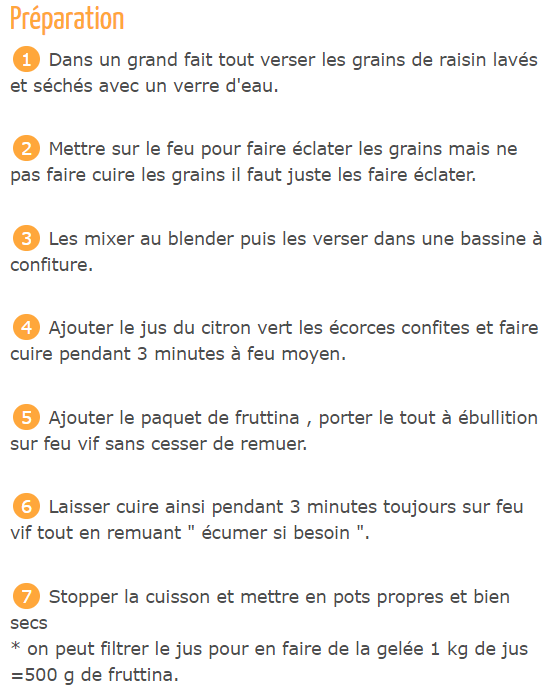 Préparation
1 Dans un grand fait tout verser les grains de raisin lavés
et séchés avec un verre d'eau.
2 Mettre sur le feu pour faire éclater les grains mais ne
pas faire cuire les grains il faut juste les faire éclater.
3 Les mixer au blender puis les verser dans une bassine à
confiture.
4 Ajouter le jus du citron vert les écorces confites et faire
cuire pendant 3 minutes à feu moyen.
5 Ajouter le paquet de fruttina , porter le tout à ébullition
sur feu vif sans cesser de remuer.
6 Laisser cuire ainsi pendant 3 minutes toujours sur feu
vif tout en remuant " écumer si besoin ".
7 Stopper la cuisson et mettre en pots propres et bien
secs
* on peut filtrer le jus pour en faire de la gelée 1 kg de jus
=500 g de fruttina.